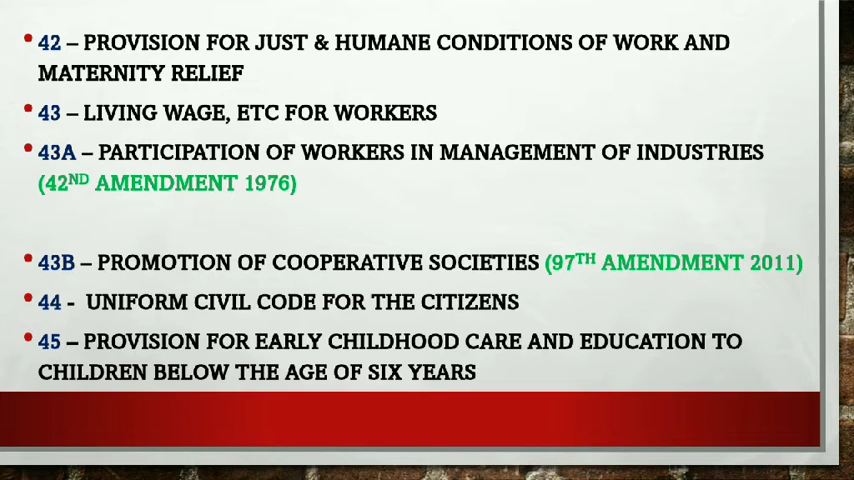 • 42 – PROVISION FOR JUST & HUMANE CONDITIONS OF WORK AND
MATERNITY RELIEF
• 43 – LIVING WAGE, ETC FOR WORKERS
• 43A – PARTICIPATION OF WORKERS IN MANAGEMENT OF INDUSTRIES
(42ND AMENDMENT 1976)
• 43B – PROMOTION OF COOPERATIVE SOCIETIES (97TH AMENDMENT 2011)
• 44 - UNIFORM CIVIL CODE FOR THE CITIZENS
• 45 – PROVISION FOR EARLY CHILDHOOD CARE AND EDUCATION TO
CHILDREN BELOW THE AGE OF SIX YEARS